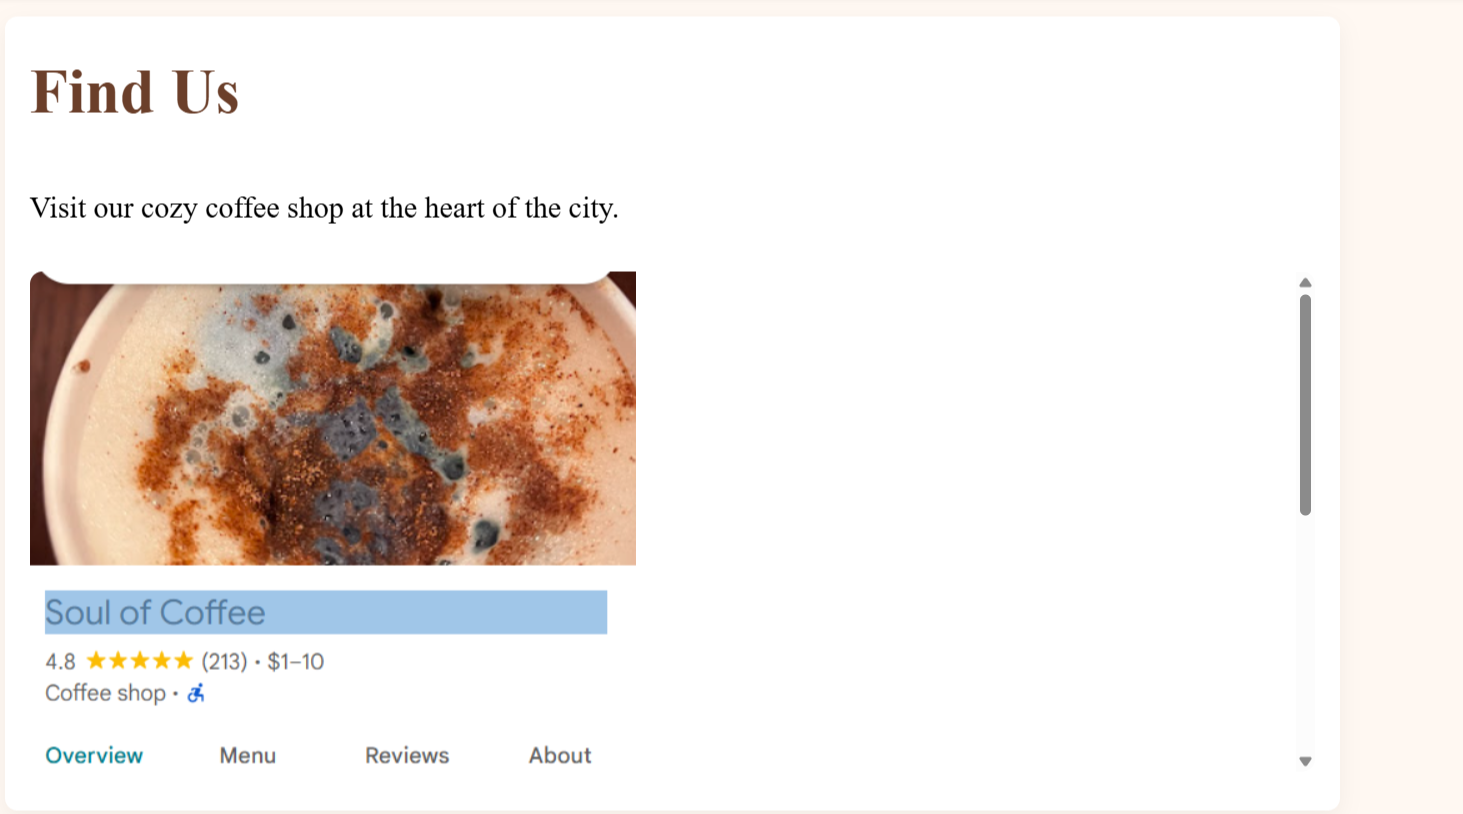 Find Us
Visit our cozy coffee shop at the heart of the city.
Soul of Coffee
4.8 ★★★★★ (213) · $1–10
Coffee shop ·
Overview Menu Reviews About